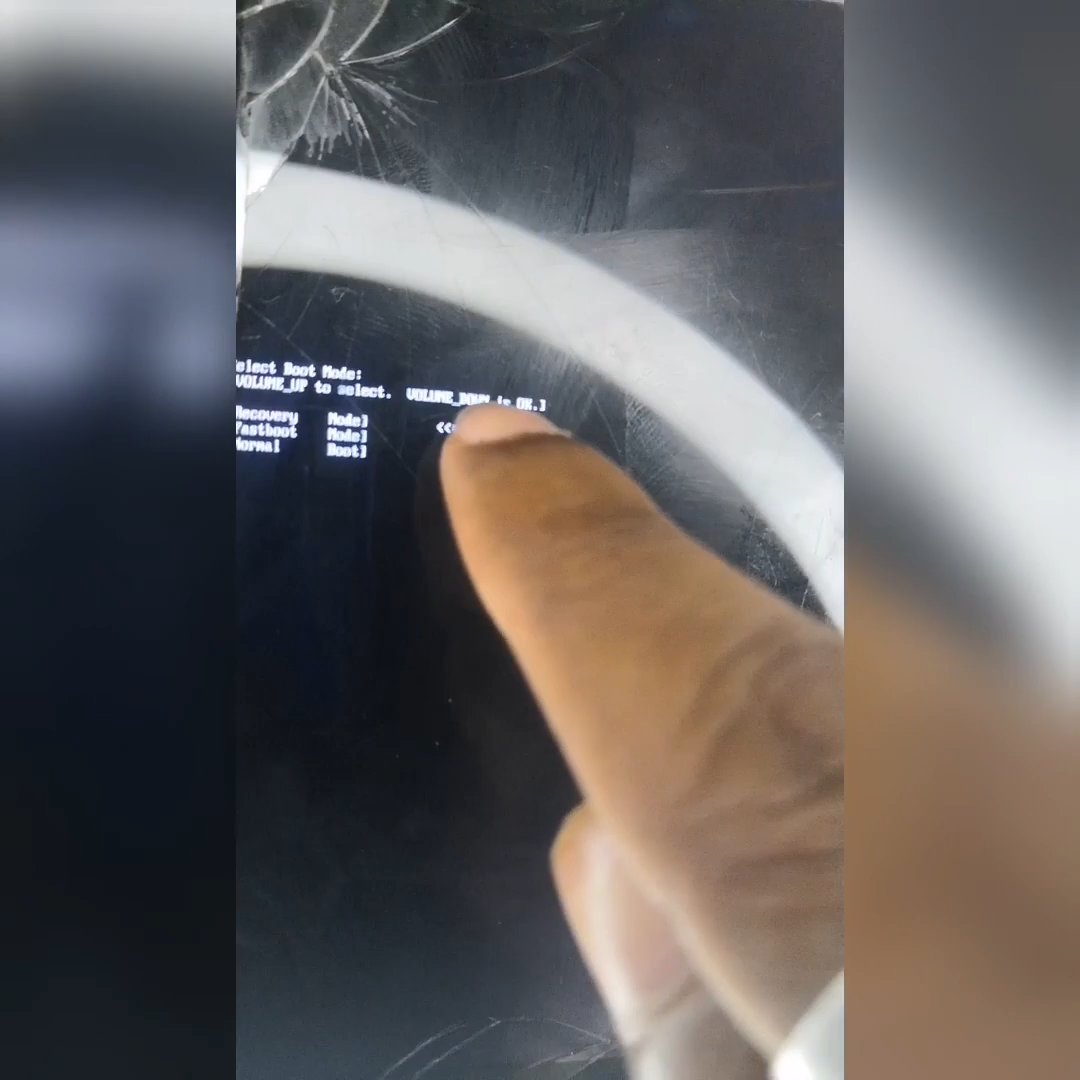 elect Boot Mode:
VOLUME_UP to select. VOLUME_DOWN is OK.]
Recovery Mode] <<
Fastboot Mode]
Normal Boot]